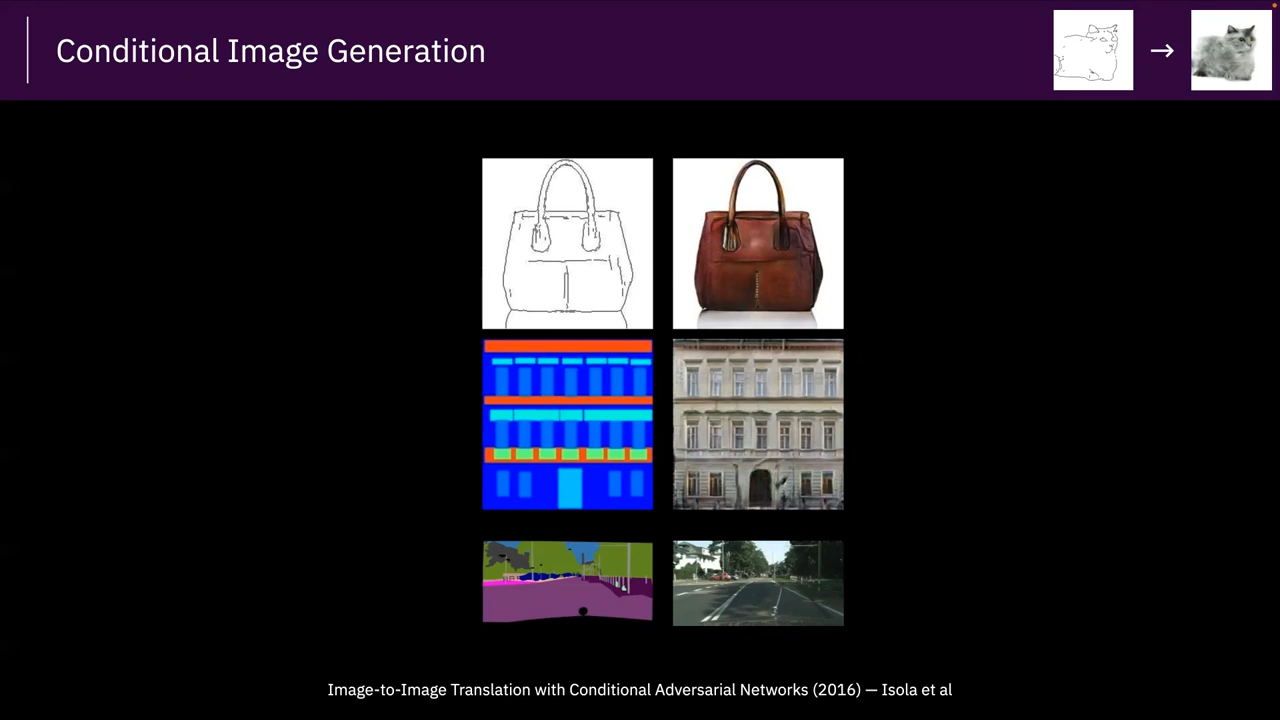 Conditional Image Generation
Image-to-Image Translation with Conditional Adversarial Networks (2016) — Isola et al